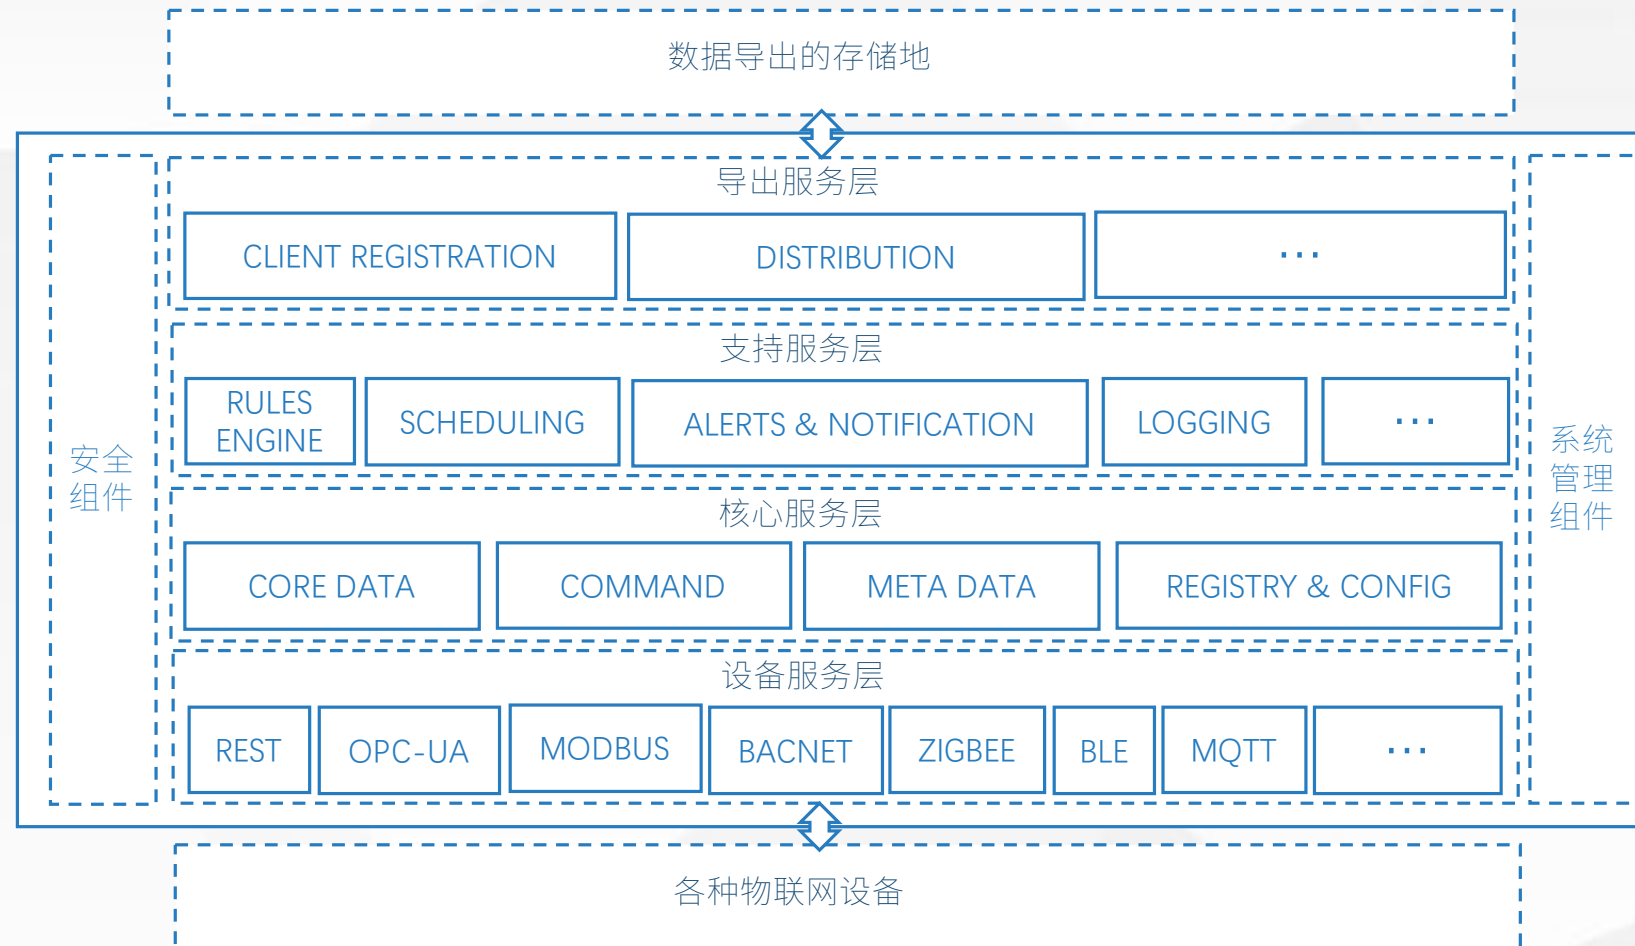 数据导出的存储地
导出服务层
CLIENT REGISTRATION
DISTRIBUTION
...
支持服务层
RULES
ENGINE
SCHEDULING
ALERTS & NOTIFICATION
LOGGING
...
安全
组件
系统
管理
组件
核心服务层
CORE DATA
COMMAND
META DATA
REGISTRY & CONFIG
设备服务层
REST
OPC-UA
MODBUS
BACNET
ZIGBEE
BLE
MQTT
...
各种物联网设备